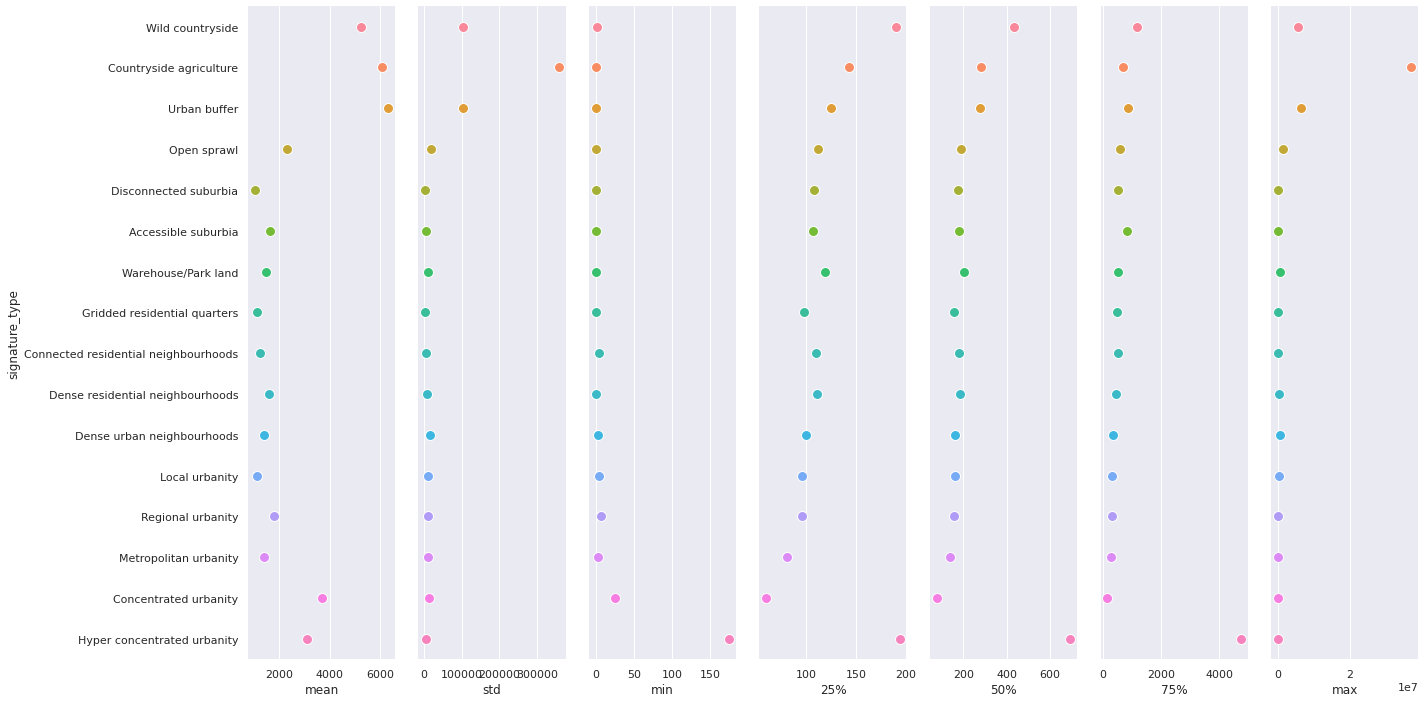 signature_type
Wild countryside
Countryside agriculture
Urban buffer
Open sprawl
Disconnected suburbia
Accessible suburbia
Warehouse/Park land
Gridded residential quarters
Connected residential neighbourhoods
Dense residential neighbourhoods
Dense urban neighbourhoods
Local urbanity
Regional urbanity
Metropolitan urbanity
Concentrated urbanity
Hyper concentrated urbanity
2000 4000 6000
mean
0 100000 200000 300000
std
0 50 100 150
min
100 150 200
25%
200 400 600
50%
0 2000 4000
75%
0 2
1e7
max